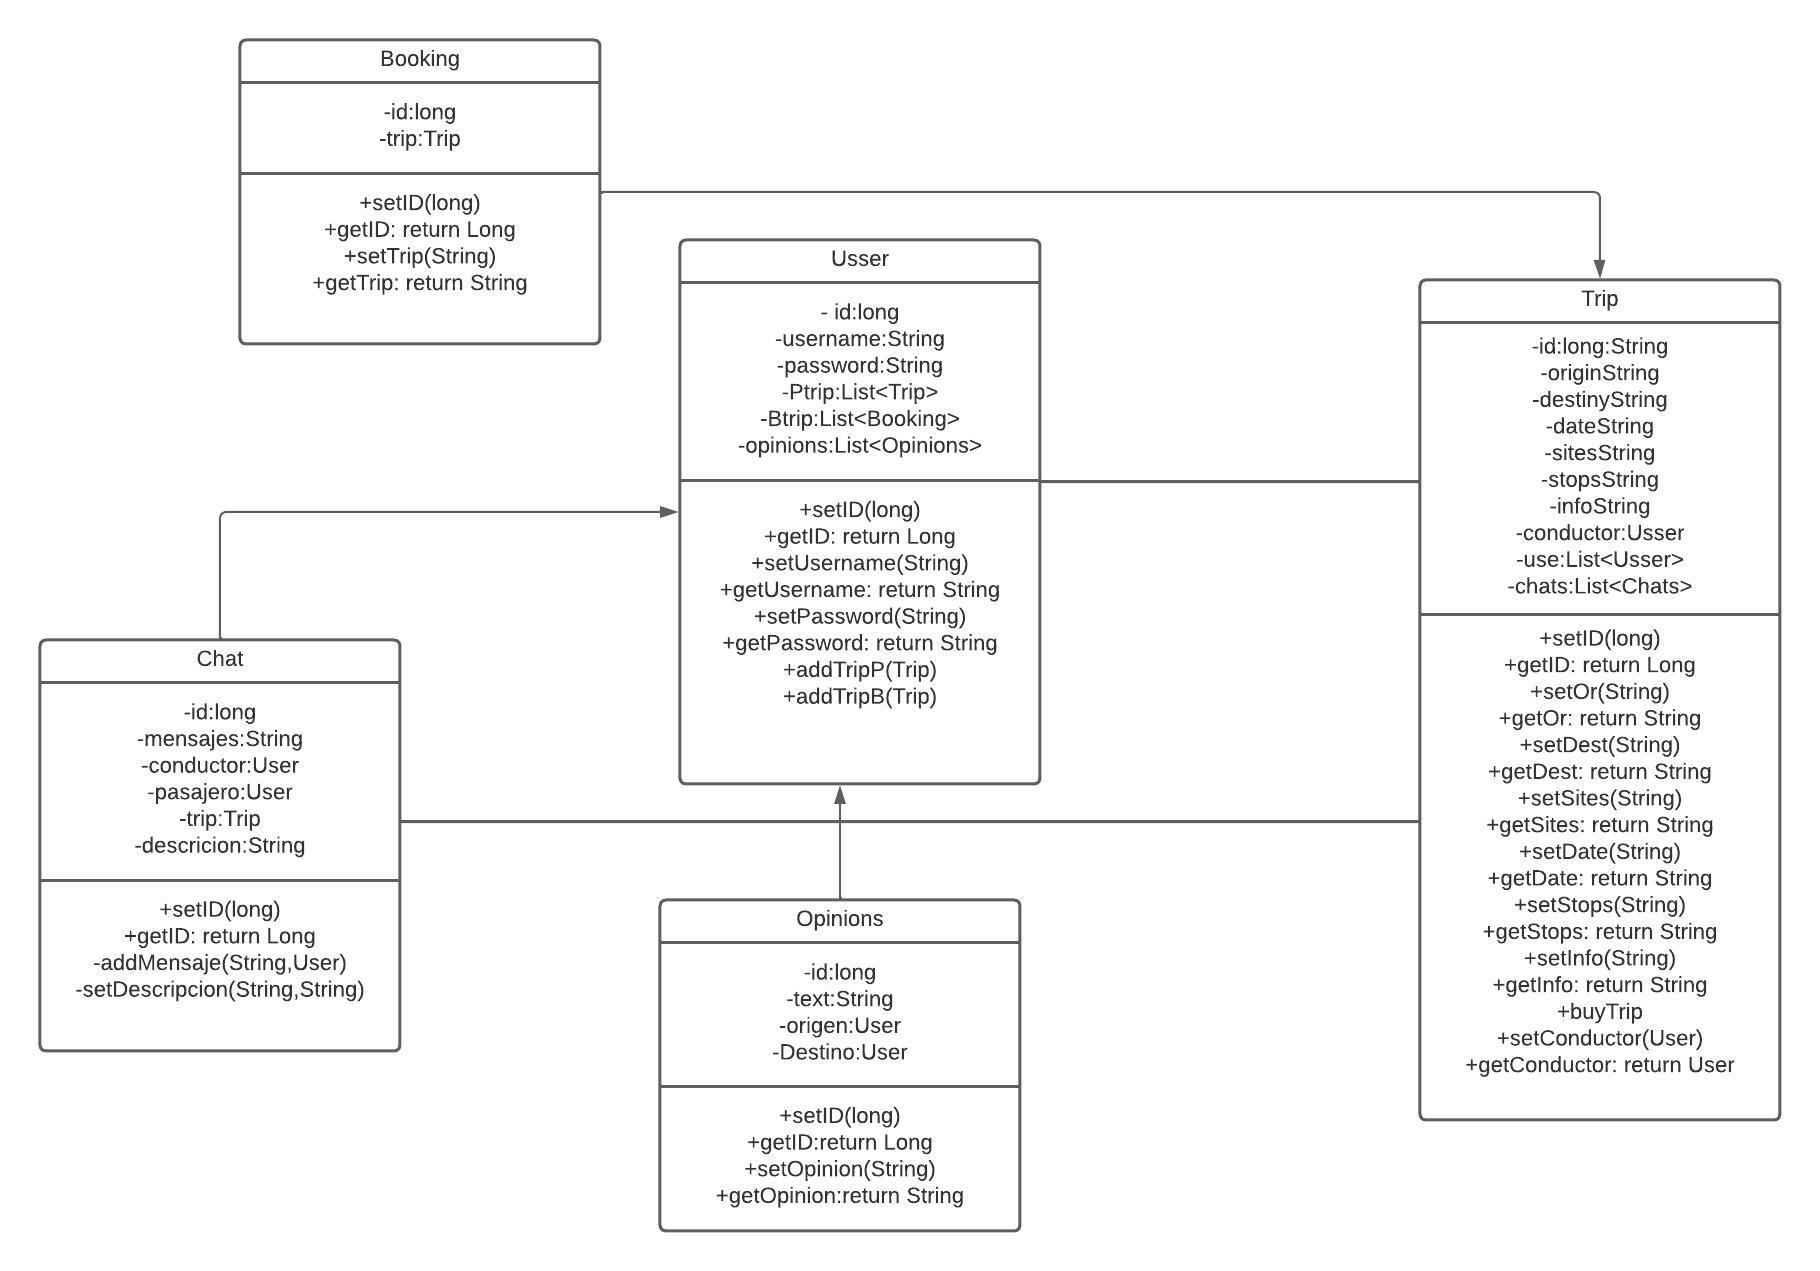 Booking
-id:long
-trip:Trip
+setID(long)
+getID: return Long
+setTrip(String)
+getTrip: return String
Usser
- id:long
-username:String
-password:String
-Ptrip:List<Trip>
-Btrip:List<Booking>
-opinions:List<Opinions>
+setID(long)
+getID: return Long
+setUsername(String)
+getUsername: return String
+setPassword(String)
+getPassword: return String
+addTripP(Trip)
+addTripB(Trip)
Trip
-id:long:String
-originString
-destinyString
-dateString
-sitesString
-stopsString
-infoString
-conductor:Usser
-use:List<Usser>
-chats:List<Chats>
+setID(long)
+getID: return Long
+setOr(String)
+getOr: return String
+setDest(String)
+getDest: return String
+setSites(String)
+getSites: return String
+setDate(String)
+getDate: return String
+setStops(String)
+getStops: return String
+setInfo(String)
+getInfo: return String
+buyTrip
+setConductor(User)
+getConductor: return User
Chat
-id:long
-mensajes:String
-conductor:User
-pasajero:User
-trip:Trip
-descricion:String
+setID(long)
+getID: return Long
-addMensaje(String,User)
-setDescripcion(String,String)
Opinions
-id:long
-text:String
-origen:User
-Destino:User
+setID(long)
+getID:return Long
+setOpinion(String)
+getOpinion:return String